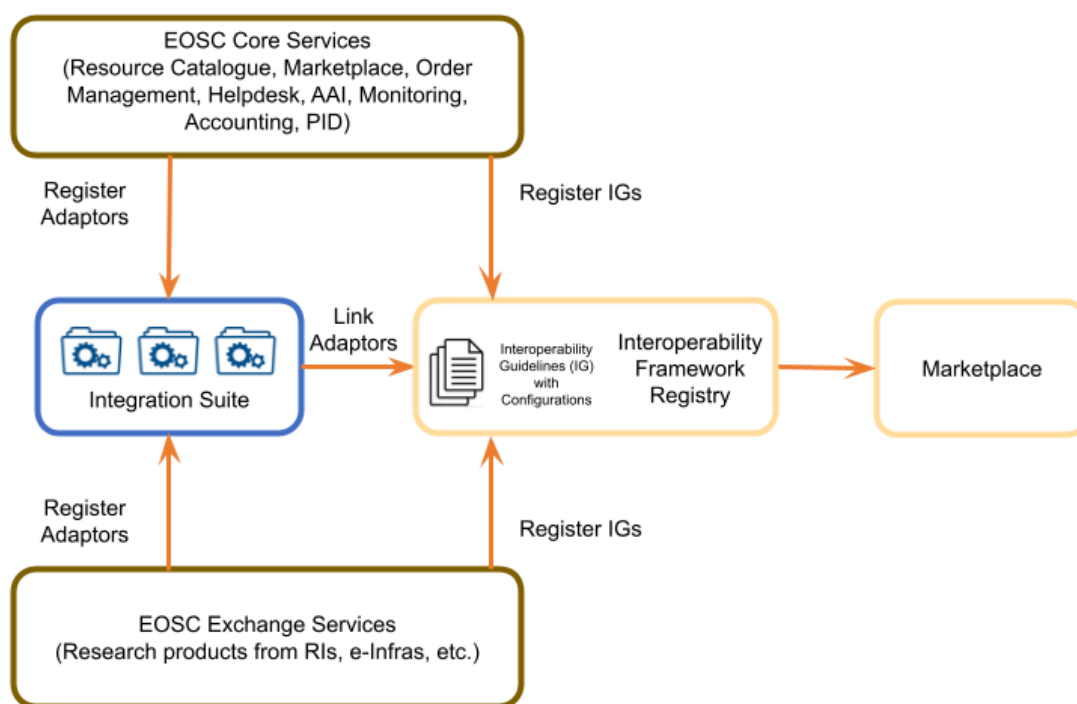 EOSC Core Services
(Resource Catalogue, Marketplace, Order
Management, Helpdesk, AAI, Monitoring,
Accounting, PID)
Register
Adaptors
Register IGs
Link
Adaptors
Integration Suite
Interoperability
Guidelines (IG)
with
Configurations
Interoperability
Framework
Registry
Marketplace
Register
Adaptors
Register IGs
EOSC Exchange Services
(Research products from RIs, e-Infras, etc.)